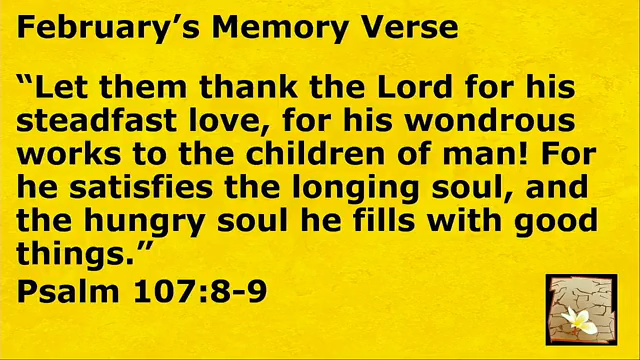 February’s Memory Verse
“Let them thank the Lord for his
steadfast love, for his wondrous
works to the children of man! For
he satisfies the longing soul, and
the hungry soul he fills with good
things.”
Psalm 107:8-9